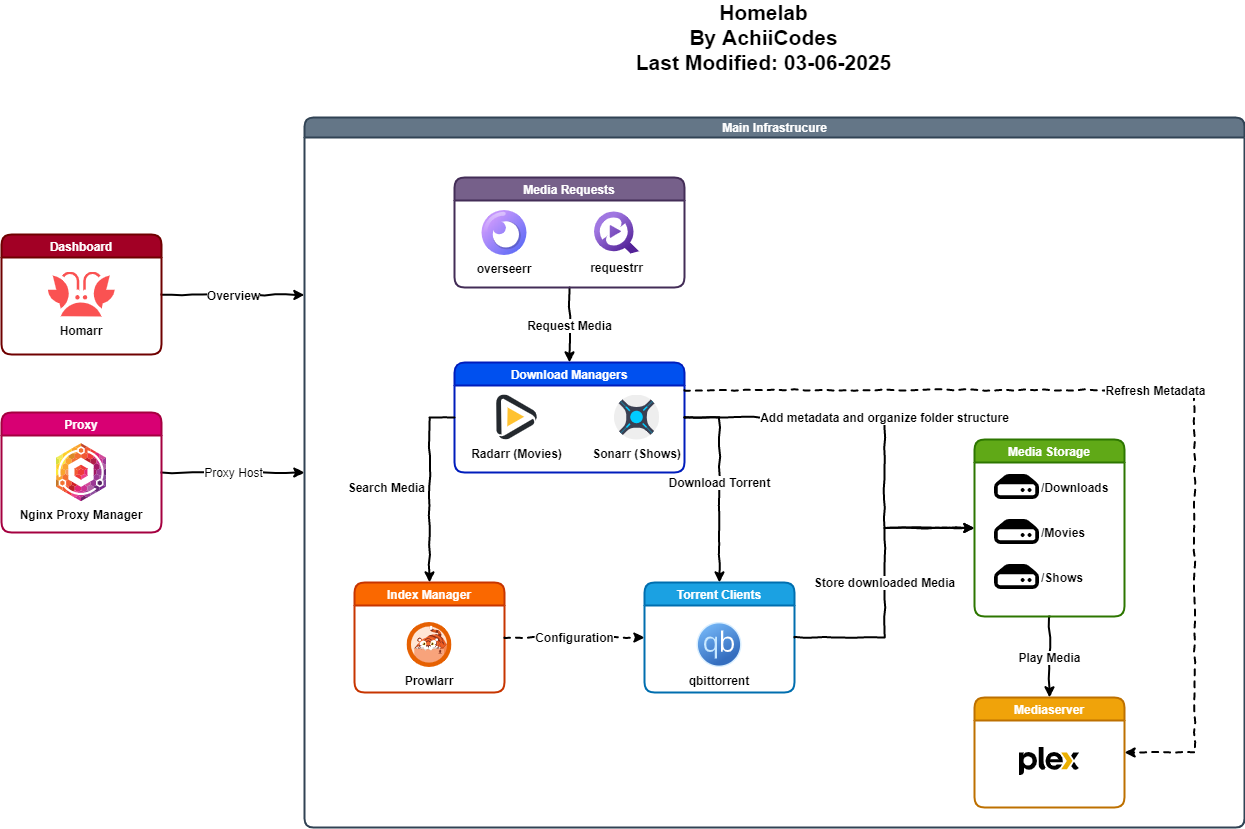 Homelab
By AchiiCodes
Last Modified: 03-06-2025
Main Infrastrucure
Media Requests
overseerr
requestrr
Dashboard
Homarr
Overview
Request Media
Download Managers
Radarr (Movies)
Sonarr (Shows)
Refresh Metadata
Add metadata and organize folder structure
Proxy
Nginx Proxy Manager
Proxy Host
Search Media
Download Torrent
Media Storage
/Downloads
/Movies
/Shows
Store downloaded Media
Index Manager
Prowlarr
Configuration
Torrent Clients
qb
qbittorrent
Play Media
Mediaserver
plex